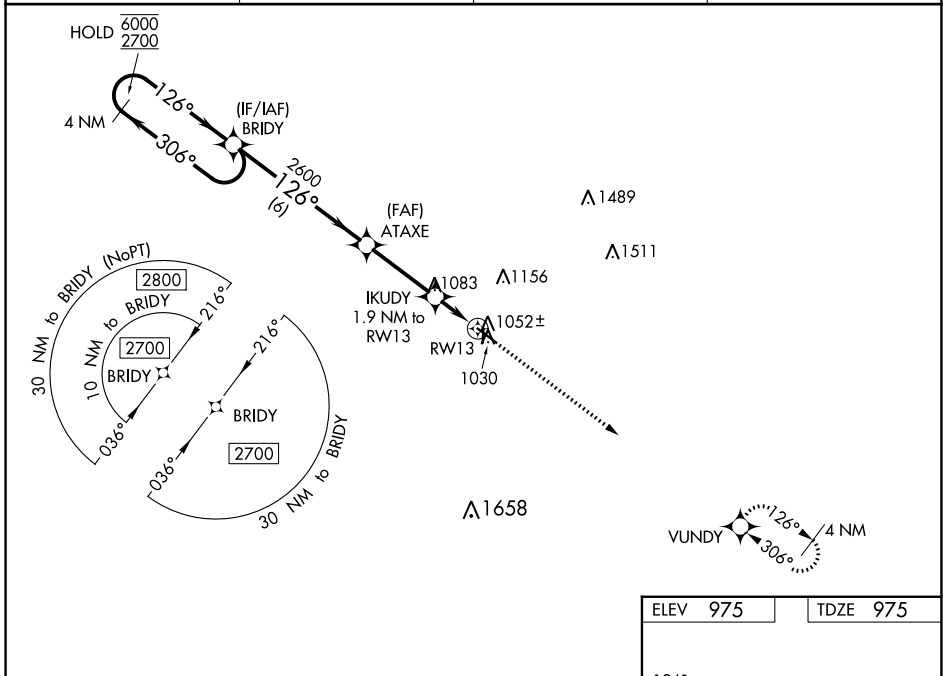 HOLD 6000
2700
4 NM
126°
306°
(IF/IAF)
BRIDY
2600
126°
(6)
(FAF)
ATAXE
1489
1511
1083
1156
IKUDY
1.9 NM to
RW13
1052±
RW13
1030
30 NM to BRIDY (NoPT)
2800
10 NM to BRIDY
216°
2700
BRIDY
036°
216°
BRIDY
2700
036°
30 NM to BRIDY
1658
VUNDY
126°
306°
4 NM
ELEV 975
TDZE 975